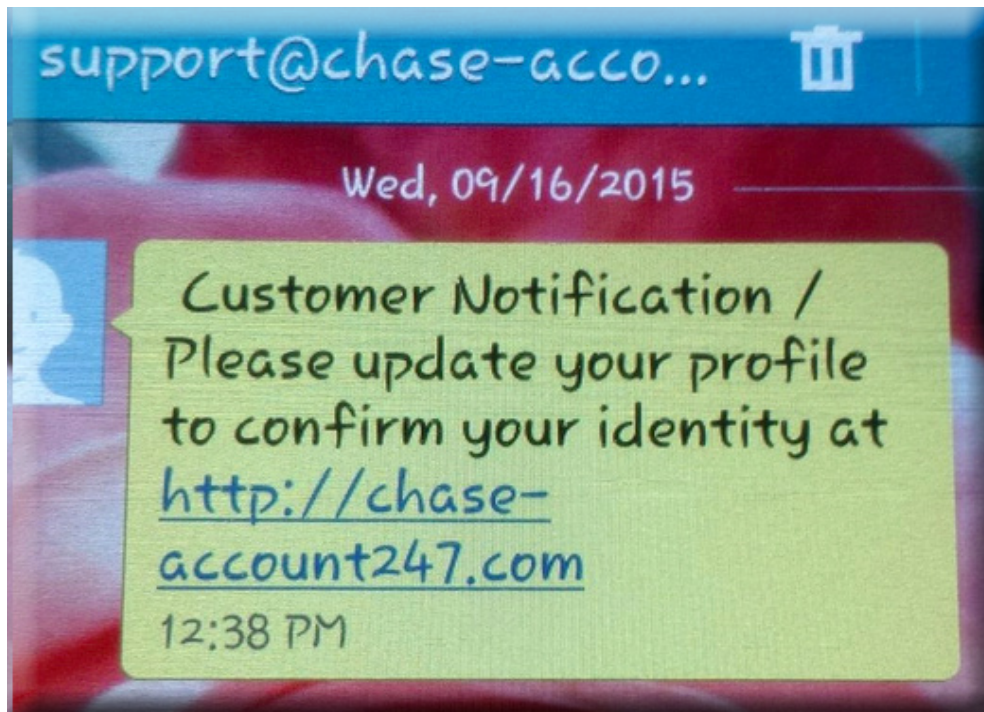 support@chase-acco...
Wed, 09/16/2015
Customer Notification /
Please update your profile
to confirm your identity at
http://chase-
account247.com
12:38 PM